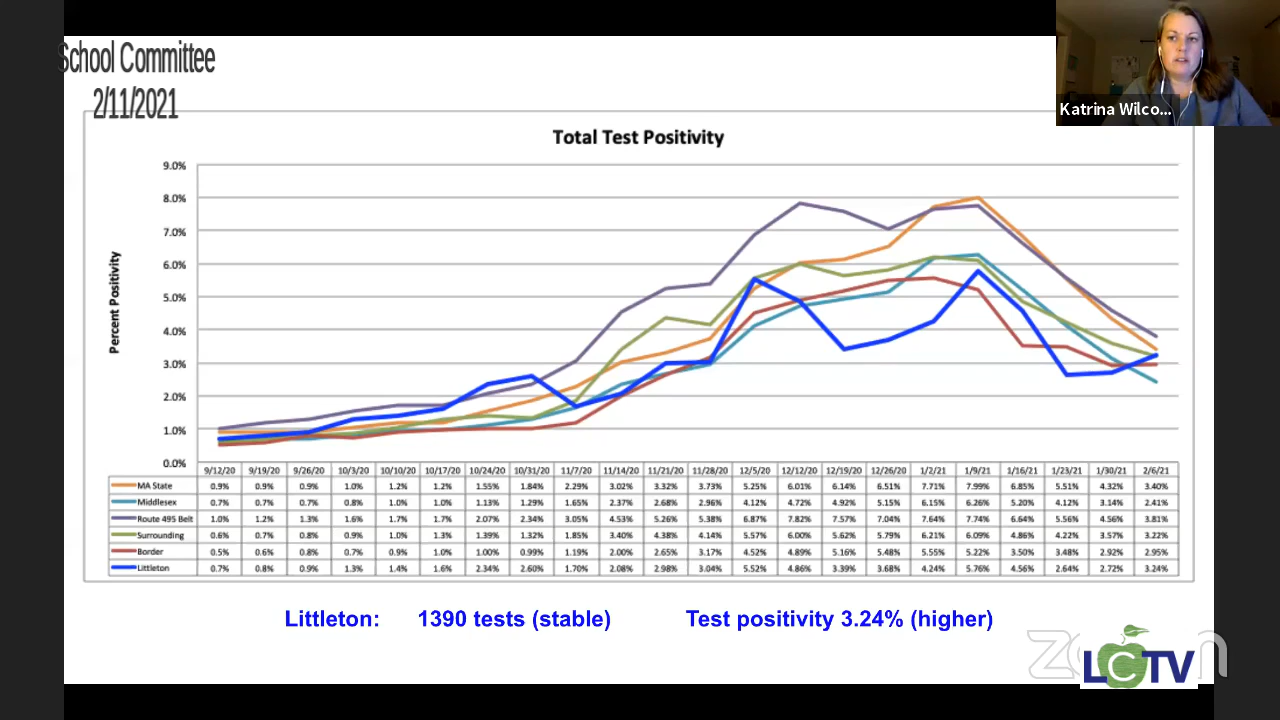 School Committee
2/11/2021
Katrina Wilco...
Total Test Positivity
Percent Positivity
9.0%
8.0%
7.0%
6.0%
5.0%
4.0%
3.0%
2.0%
1.0%
0.0%
9/12/20 9/19/20 9/26/20 10/3/20 10/10/20 10/17/20 10/24/20 10/31/20 11/7/20 11/14/20 11/21/20 11/28/20 12/5/20 12/12/20 12/19/20 12/26/20 1/2/21 1/9/21 1/16/21 1/23/21 1/30/21 2/6/21
MA State 0.9% 0.9% 0.9% 1.0% 1.2% 1.2% 1.55% 1.84% 2.29% 3.02% 3.32% 3.73% 5.25% 6.01% 6.14% 6.51% 7.71% 7.99% 6.85% 5.51% 4.32% 3.40%
Middlesex 0.7% 0.7% 0.7% 0.8% 1.0% 1.0% 1.13% 1.29% 1.65% 2.37% 2.68% 2.96% 4.12% 4.72% 4.92% 5.15% 6.15% 6.26% 5.20% 4.12% 3.14% 2.41%
Route 495 Belt 1.0% 1.2% 1.3% 1.6% 1.7% 1.7% 2.07% 2.34% 3.05% 4.53% 5.26% 5.38% 6.87% 7.82% 7.57% 7.04% 7.64% 7.74% 6.64% 5.56% 4.56% 3.81%
Surrounding 0.6% 0.7% 0.8% 0.9% 1.0% 1.3% 1.39% 1.32% 1.85% 3.40% 4.38% 4.14% 5.57% 6.00% 5.62% 5.79% 6.21% 6.09% 4.86% 4.22% 3.57% 3.22%
Border 0.5% 0.6% 0.8% 0.7% 0.9% 1.0% 1.00% 0.99% 1.19% 2.00% 2.65% 3.17% 4.52% 4.89% 5.16% 5.48% 5.55% 5.22% 3.50% 3.48% 2.92% 2.95%
Littleton 0.7% 0.8% 0.9% 1.3% 1.4% 1.6% 2.34% 2.60% 1.70% 2.08% 2.98% 3.04% 5.52% 4.86% 3.39% 3.68% 4.24% 5.76% 4.56% 2.64% 2.72% 3.24%
Littleton: 1390 tests (stable) Test positivity 3.24% (higher)
LCTV